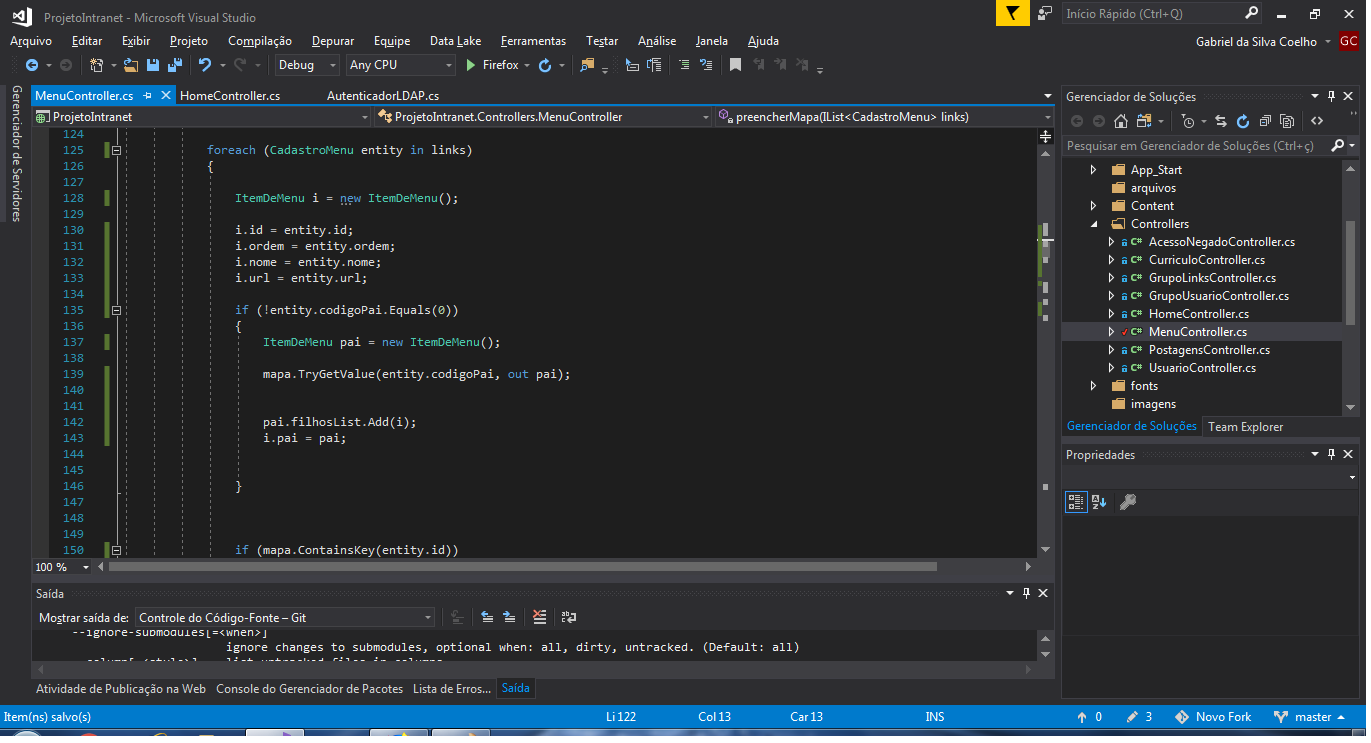 ProjetoIntranet - Microsoft Visual Studio
Início Rápido (Ctrl+Q)
Arquivo Editar Exibir Projeto Compilação Depurar Equipe Data Lake Ferramentas Testar Análise Janela Ajuda
Gabriel da Silva Coelho GC
Debug Any CPU Firefox
Gerenciador de Servidores
MenuController.cs HomeController.cs AutenticadorLDAP.cs
ProjetoIntranet ProjetoIntranet.Controllers.MenuController preencherMapa(IList<CadastroMenu> links)
124
125 foreach (CadastroMenu entity in links)
126 {
127
128 ItemDeMenu i = new ItemDeMenu();
129
130 i.id = entity.id;
131 i.ordem = entity.ordem;
132 i.nome = entity.nome;
133 i.url = entity.url;
134
135 if (!entity.codigoPai.Equals(0))
136 {
137 ItemDeMenu pai = new ItemDeMenu();
138
139 mapa.TryGetValue(entity.codigoPai, out pai);
140
141
142 pai.filhosList.Add(i);
143 i.pai = pai;
144
145
146 }
147
148
149
150 if (mapa.ContainsKey(entity.id))
100 %
Saída
Mostrar saída de: Controle do Código-Fonte – Git
--ignore-submodules[=<when>]
ignore changes to submodules, optional when: all, dirty, untracked. (Default: all)
Atividade de Publicação na Web Console do Gerenciador de Pacotes Lista de Erros... Saída
Gerenciador de Soluções
Pesquisar em Gerenciador de Soluções (Ctrl+ç)
App_Start
arquivos
Content
Controllers
C# AcessoNegadoController.cs
C# CurriculoController.cs
C# GrupoLinksController.cs
C# GrupoUsuarioController.cs
C# HomeController.cs
C# MenuController.cs
C# PostagensController.cs
C# UsuarioController.cs
fonts
imagens
Gerenciador de Soluções Team Explorer
Propriedades
Item(ns) salvo(s) Li 122 Col 13 Car 13 INS 0 3 Novo Fork master